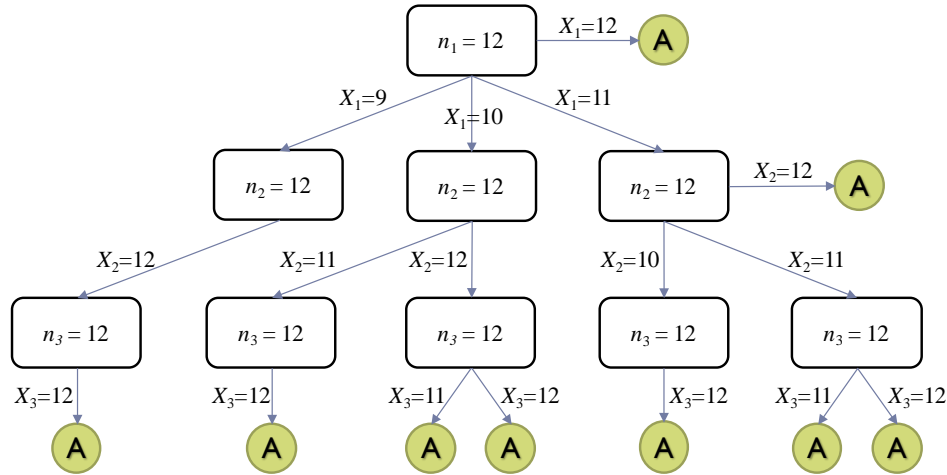 n₁ = 12
X₁=12
A
X₁=9
X₁=10
X₁=11
n₂ = 12
n₂ = 12
n₂ = 12
X₂=12
A
X₂=12
X₂=11
X₂=12
X₂=10
X₂=11
n₃ = 12
n₃ = 12
n₃ = 12
n₃ = 12
n₃ = 12
X₃=12
X₃=12
X₃=11
X₃=12
X₃=12
X₃=11
X₃=12
A
A
A
A
A
A
A